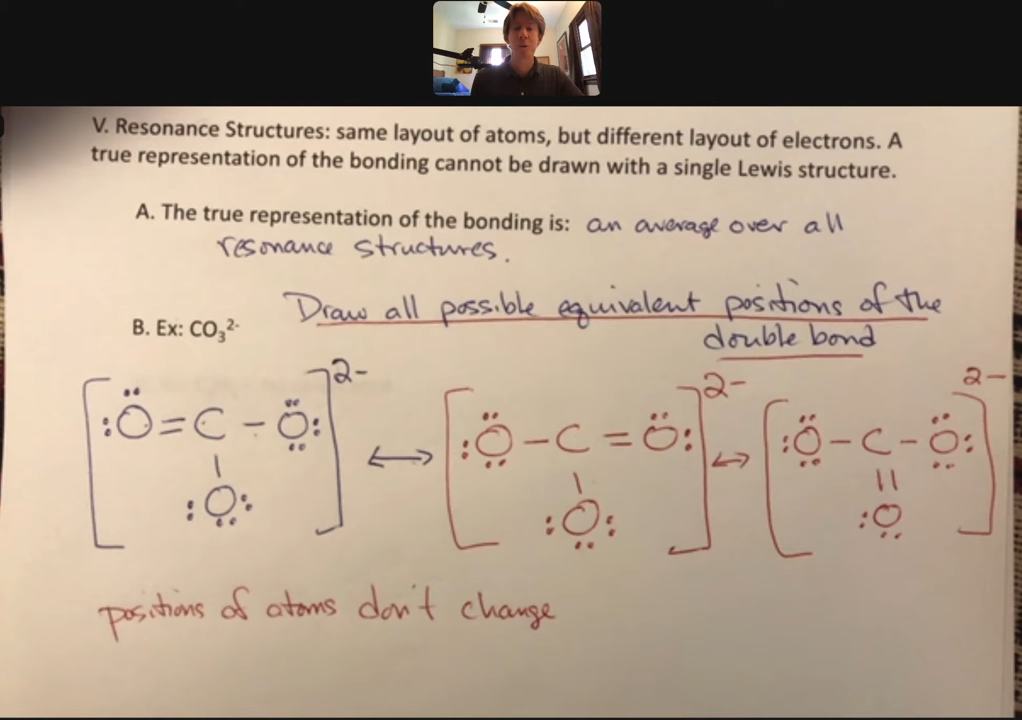 V. Resonance Structures: same layout of atoms, but different layout of electrons. A
true representation of the bonding cannot be drawn with a single Lewis structure.
A. The true representation of the bonding is: an average over all
resonance structures.
Draw all possible equivalent positions of the
B. Ex: CO₃²⁻
double bond
2- 2- 2-
:Ö=C-Ö: ↔ :Ö-C=Ö: ↔ :Ö-C-Ö:
| | ||
:O: :O: :O
positions of atoms don't change